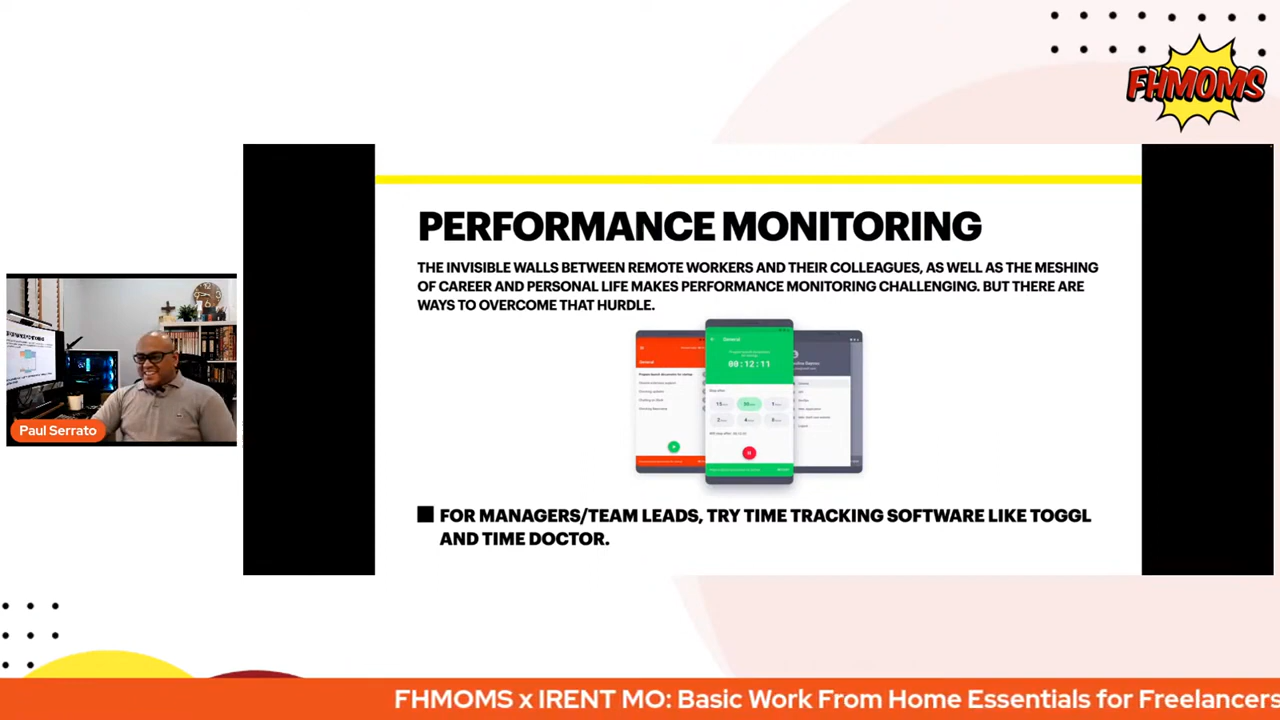 FHMOMS
PERFORMANCE MONITORING
THE INVISIBLE WALLS BETWEEN REMOTE WORKERS AND THEIR COLLEAGUES, AS WELL AS THE MESHING
OF CAREER AND PERSONAL LIFE MAKES PERFORMANCE MONITORING CHALLENGING. BUT THERE ARE
WAYS TO OVERCOME THAT HURDLE.
General
General
00:12:11
FOR MANAGERS/TEAM LEADS, TRY TIME TRACKING SOFTWARE LIKE TOGGL
AND TIME DOCTOR.
Paul Serrato
FHMOMS x IRENT MO: Basic Work From Home Essentials for Freelancers